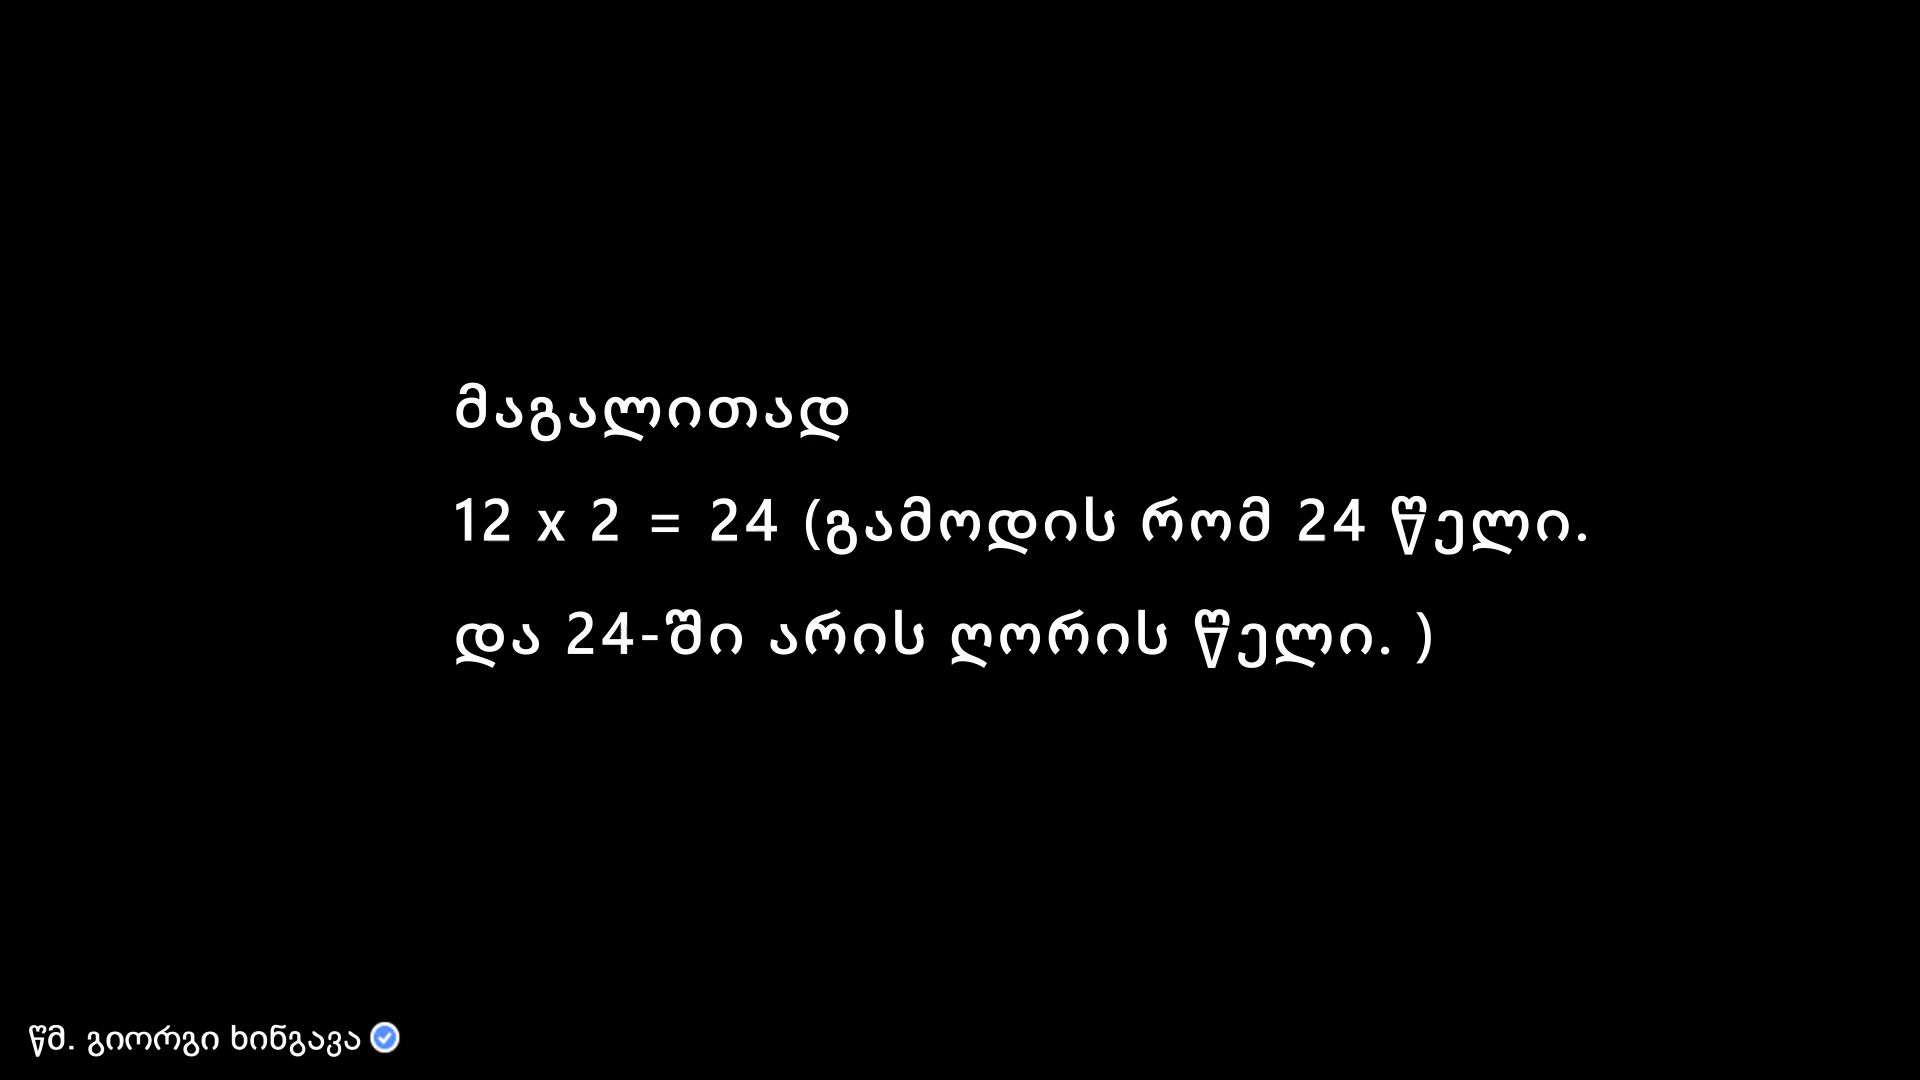 მაგალითად
12 x 2 = 24 (გამოდის რომ 24 წელი.
და 24-ში არის ღორის წელი. )
წმ. გიორგი ხინგავა